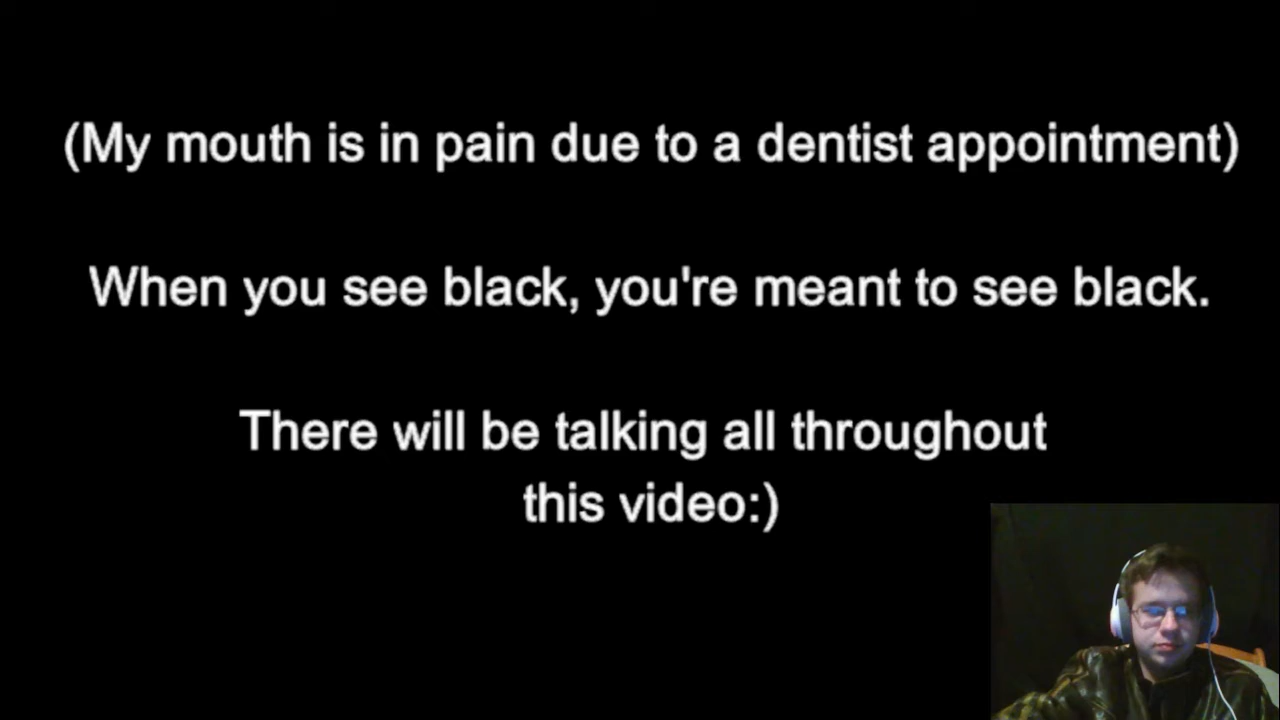 (My mouth is in pain due to a dentist appointment)
When you see black, you're meant to see black.
There will be talking all throughout
this video:)